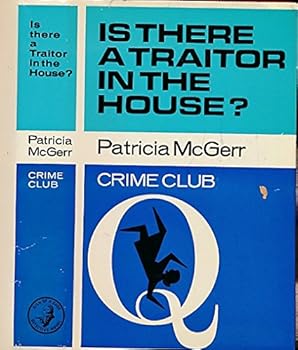 Is
there
a
Traitor
in the
House?
Patricia
McGerr
CRIME
CLUB
IS THERE
A TRAITOR
IN THE
HOUSE?
Patricia McGerr
CRIME CLUB
Q